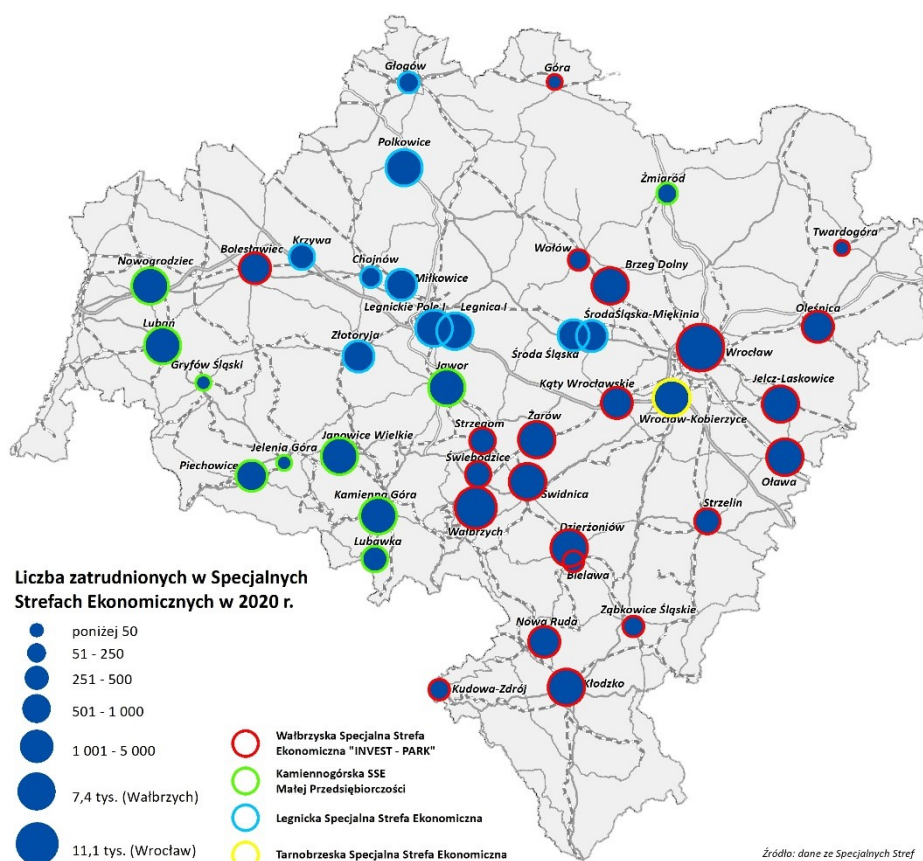 Głogów
Góra
Polkowice
Żmiaród
Twardogóra
Wołów
Krzywa
Bolesławiec
Chojnów
Nowogrodziec
Miłkowice
Brzeg Dolny
Oleśnica
Legnickie Pole I
Legnica I
ŚrodaŚląska-Miękinia
Lubań
Złotoryja
Środa Śląska
Wrocław
Gryfów Śląski
Jawor
Kąty Wrocławskie
Jelcz-Laskowice
Wrocław-Kobierzyce
Strzegom
Żarów
Janowice Wielkie
Jelenia Góra
Świebodzice
Piechowice
Oława
Świdnica
Kamienna Góra
Strzelin
Wałbrzych
Dzierżoniów
Lubawka
Bielawa
Ząbkowice Śląskie
Nowa Ruda
Kudowa-Zdrój
Kłodzko
Liczba zatrudnionych w Specjalnych
Strefach Ekonomicznych w 2020 r.
poniżej 50
51 - 250
251 - 500
501 - 1 000
1 001 - 5 000
7,4 tys. (Wałbrzych)
11,1 tys. (Wrocław)
Wałbrzyska Specjalna Strefa
Ekonomiczna "INVEST - PARK"
Kamiennogórska SSE
Małej Przedsiębiorczości
Legnicka Specjalna Strefa Ekonomiczna
Tarnobrzeska Specjalna Strefa Ekonomiczna
Źródło: dane ze Specjalnych Stref